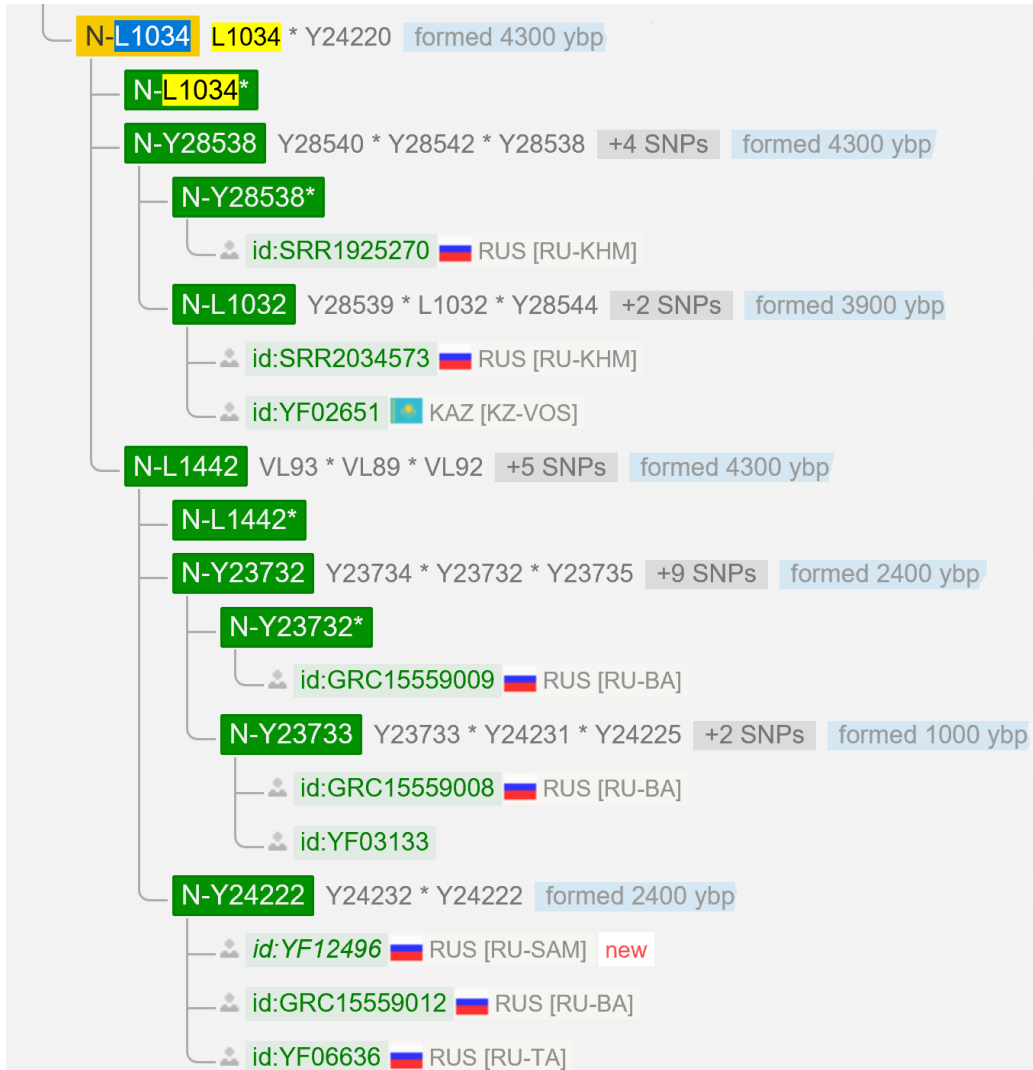 N-L1034 L1034 * Y24220 formed 4300 ybp
N-L1034*
N-Y28538 Y28540 * Y28542 * Y28538 +4 SNPs formed 4300 ybp
N-Y28538*
id:SRR1925270 RUS [RU-KHM]
N-L1032 Y28539 * L1032 * Y28544 +2 SNPs formed 3900 ybp
id:SRR2034573 RUS [RU-KHM]
id:YF02651 KAZ [KZ-VOS]
N-L1442 VL93 * VL89 * VL92 +5 SNPs formed 4300 ybp
N-L1442*
N-Y23732 Y23734 * Y23732 * Y23735 +9 SNPs formed 2400 ybp
N-Y23732*
id:GRC15559009 RUS [RU-BA]
N-Y23733 Y23733 * Y24231 * Y24225 +2 SNPs formed 1000 ybp
id:GRC15559008 RUS [RU-BA]
id:YF03133
N-Y24222 Y24232 * Y24222 formed 2400 ybp
id:YF12496 RUS [RU-SAM] new
id:GRC15559012 RUS [RU-BA]
id:YF06636 RUS [RU-TA]